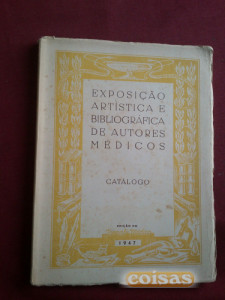 EXPOSIÇÃO
ARTÍSTICA E
BIBLIOGRÁFICA
DE AUTORES
MÉDICOS
CATÁLOGO
1947
coisas